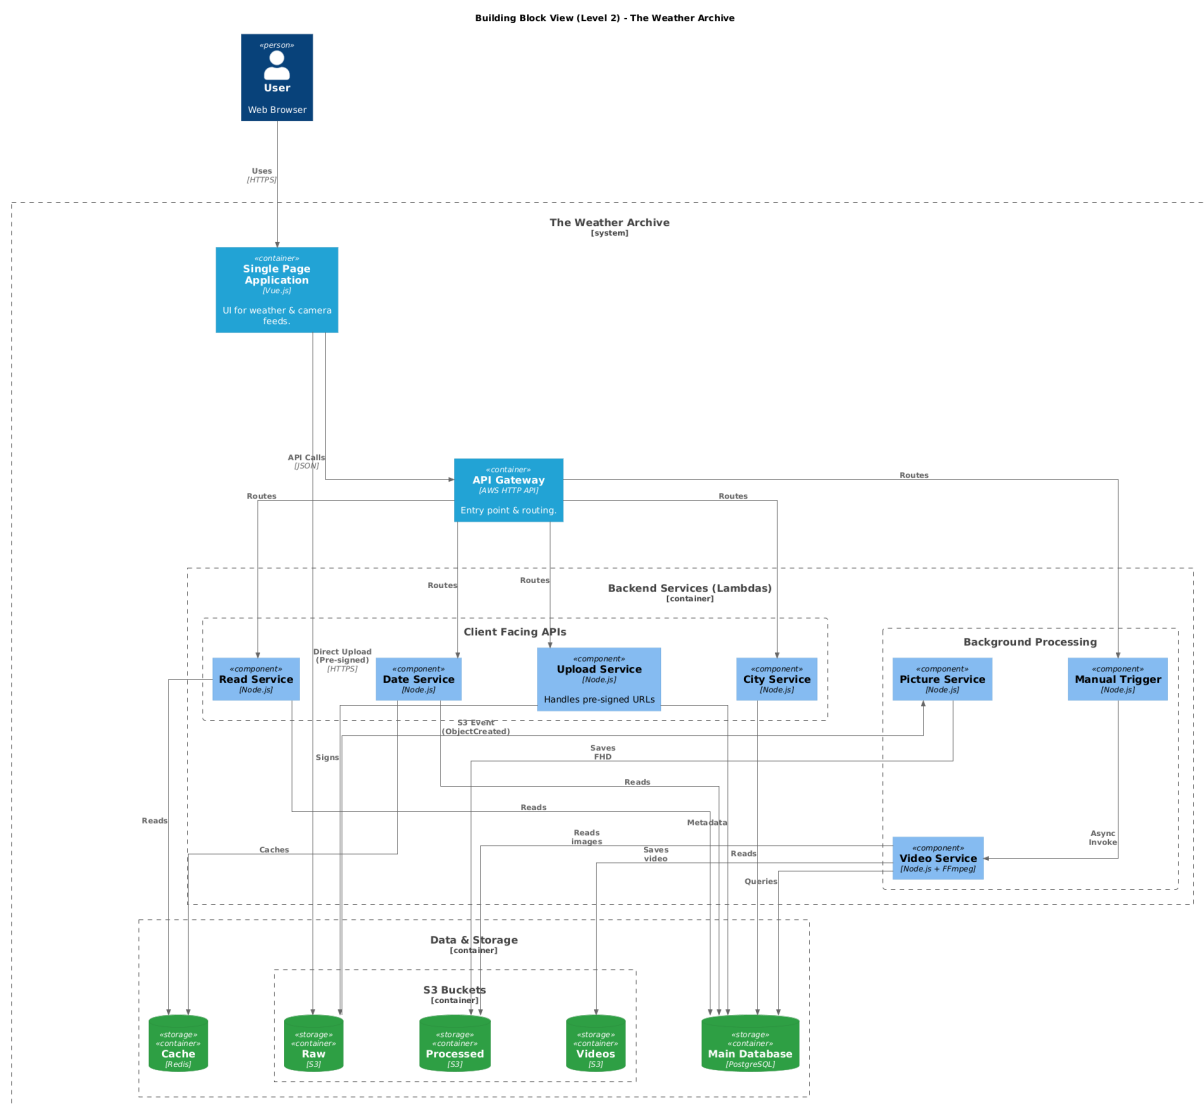 Building Block View (Level 2) - The Weather Archive
«person»
User
Web Browser
Uses
[HTTPS]
The Weather Archive
[system]
«container»
Single Page
Application
[Vue.js]
UI for weather & camera
feeds.
API Calls
[JSON]
«container»
API Gateway
[AWS HTTP API]
Entry point & routing.
Routes
Routes
Routes
Routes
Routes
Backend Services (Lambdas)
[container]
Client Facing APIs
Background Processing
Direct Upload
(Pre-signed)
[HTTPS]
«component»
Read Service
[Node.js]
«component»
Date Service
[Node.js]
«component»
Upload Service
[Node.js]
Handles pre-signed URLs
«component»
City Service
[Node.js]
«component»
Picture Service
[Node.js]
«component»
Manual Trigger
[Node.js]
S3 Event
(ObjectCreated)
Signs
Saves
FHD
Reads
Reads
Reads
Metadata
Caches
Reads
images
Saves
video
Reads
Queries
Async
Invoke
«component»
Video Service
[Node.js + FFmpeg]
Data & Storage
[container]
S3 Buckets
[container]
«storage»
«container»
Cache
[Redis]
«storage»
«container»
Raw
[S3]
«storage»
«container»
Processed
[S3]
«storage»
«container»
Videos
[S3]
«storage»
«container»
Main Database
[PostgreSQL]